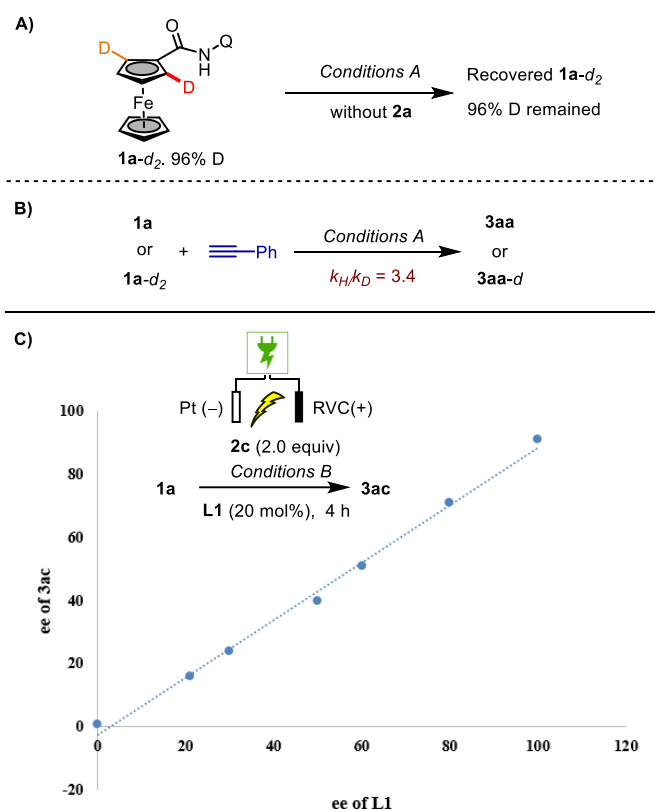 A)
D
O
N
H
Q
D
Fe
1a-d2. 96% D
Conditions A
without 2a
Recovered 1a-d2
96% D remained
B)
1a
or
1a-d2
+
Ph
Conditions A
kH/kD = 3.4
3aa
or
3aa-d
C)
Pt (−)
RVC(+)
2c (2.0 equiv)
1a
Conditions B
3ac
L1 (20 mol%), 4 h
100
80
60
40
20
0
-20
ee of 3ac
0
20
40
60
80
100
120
ee of L1